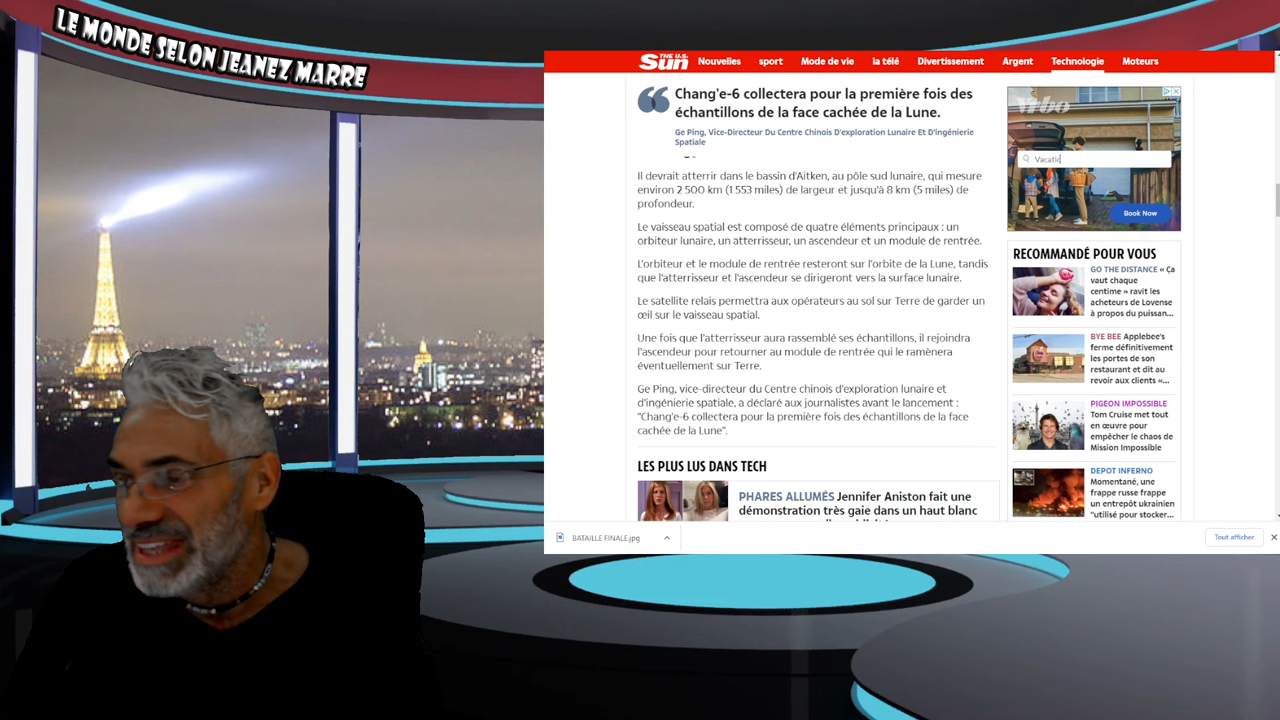 LE MONDE SELON JEANEZ MARRE
THE U.S. Sun
Nouvelles sport Mode de vie la télé Divertissement Argent Technologie Moteurs
Chang'e-6 collectera pour la première fois des
échantillons de la face cachée de la Lune.
Ge Ping, Vice-Directeur Du Centre Chinois D'exploration Lunaire Et D'ingénierie
Spatiale
Il devrait atterrir dans le bassin d'Aitken, au pôle sud lunaire, qui mesure
environ 2 500 km (1 553 miles) de largeur et jusqu'à 8 km (5 miles) de
profondeur.
Le vaisseau spatial est composé de quatre éléments principaux : un
orbiteur lunaire, un atterrisseur, un ascendeur et un module de rentrée.
L'orbiteur et le module de rentrée resteront sur l'orbite de la Lune, tandis
que l'atterrisseur et l'ascendeur se dirigeront vers la surface lunaire.
Le satellite relais permettra aux opérateurs au sol sur Terre de garder un
œil sur le vaisseau spatial.
Une fois que l'atterrisseur aura rassemblé ses échantillons, il rejoindra
l'ascendeur pour retourner au module de rentrée qui le ramènera
éventuellement sur Terre.
Ge Ping, vice-directeur du Centre chinois d'exploration lunaire et
d'ingénierie spatiale, a déclaré aux journalistes avant le lancement :
"Chang'e-6 collectera pour la première fois des échantillons de la face
cachée de la Lune".
LES PLUS LUS DANS TECH
PHARES ALLUMÉS Jennifer Aniston fait une
démonstration très gaie dans un haut blanc
Vrbo
Vacatic
Book Now
RECOMMANDÉ POUR VOUS
GO THE DISTANCE « Ça
vaut chaque
centime » ravit les
acheteurs de Lovense
à propos du puissan...
BYE BEE Applebee's
ferme définitivement
les portes de son
restaurant et dit au
revoir aux clients «...
PIGEON IMPOSSIBLE
Tom Cruise met tout
en œuvre pour
empêcher le chaos de
Mission Impossible
DEPOT INFERNO
Momentané, une
frappe russe frappe
un entrepôt ukrainien
"utilisé pour stocker...
BATAILLE FINALE.jpg
Tout afficher